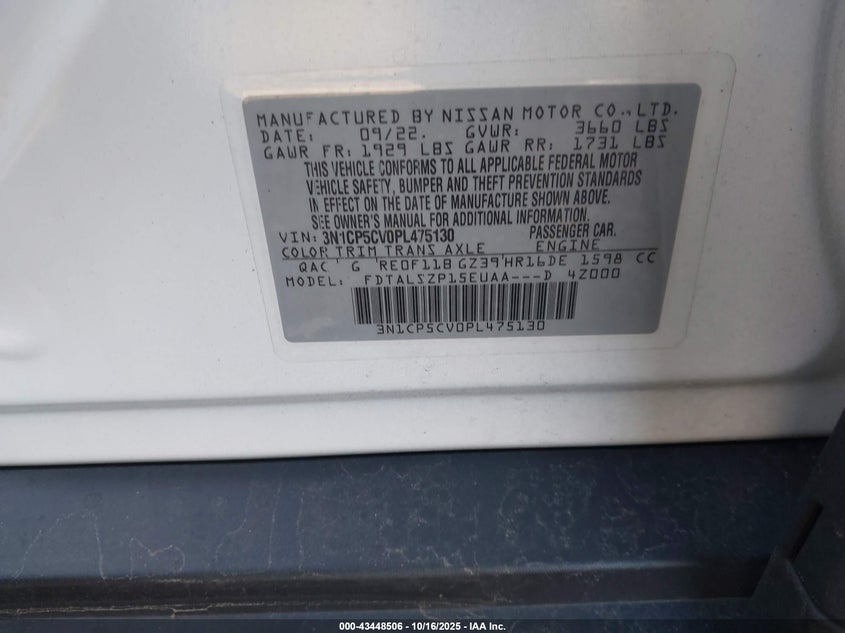 MANUFACTURED BY NISSAN MOTOR CO.,LTD.
DATE: 09/22. GVWR: 3660 LBS
GAWR FR: 1929 LBS GAWR RR: 1731 LBS
THIS VEHICLE CONFORMS TO ALL APPLICABLE FEDERAL MOTOR
VEHICLE SAFETY, BUMPER AND THEFT PREVENTION STANDARDS
IN EFFECT ON THE DATE OF MANUFACTURE SHOWN ABOVE.
SEE OWNER'S MANUAL FOR ADDITIONAL INFORMATION.
VIN: 3N1CP5CV0PL475130 PASSENGER CAR.
COLOR TRIM TRANS AXLE ENGINE
QAC G RE0F11B GZ39 HR16DE 1598 CC
MODEL: FDTALSZP15EUAA---D 4Z000
3N1CP5CV0PL475130
000-43448506 - 10/16/2025 - IAA Inc.